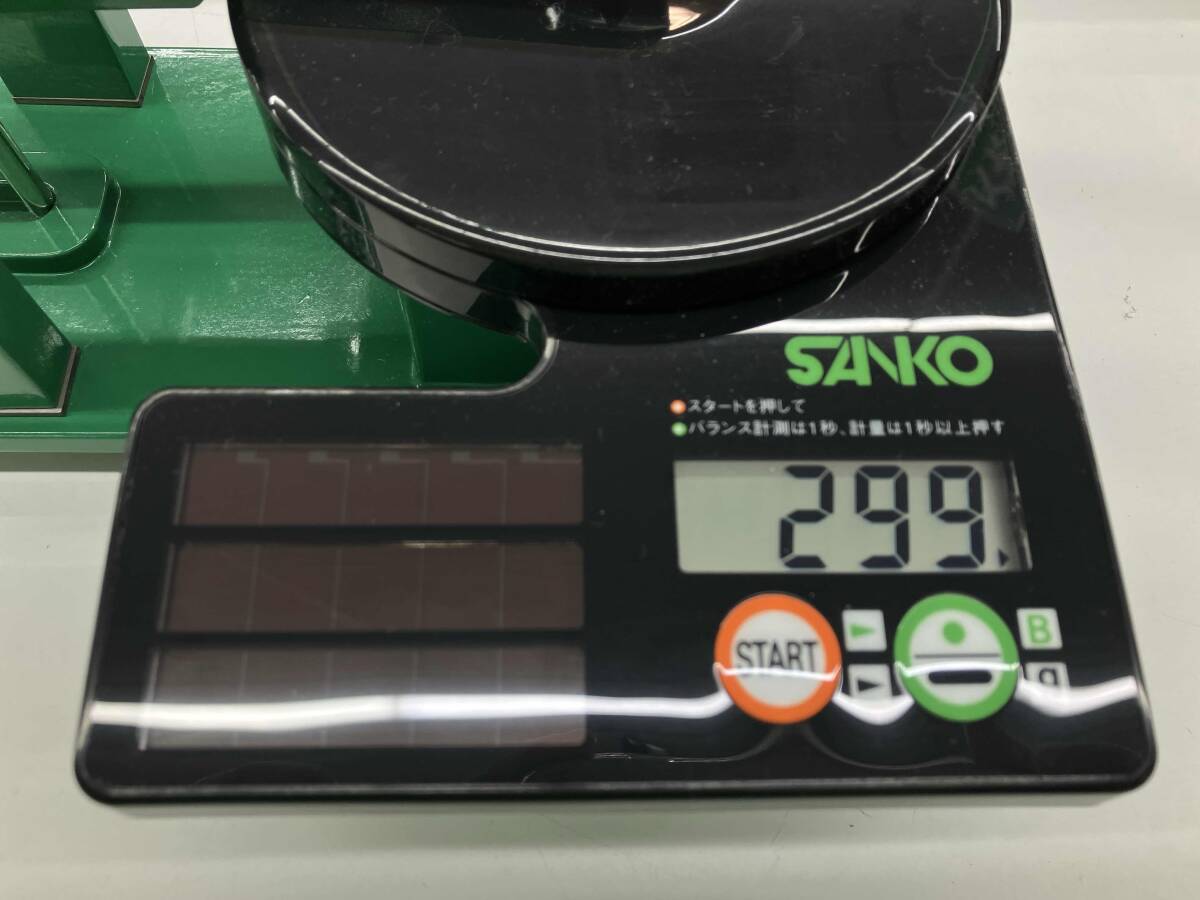 SANKO
スタートを押して
バランス計測は1秒、計量は1秒以上押す
299
START
B
g